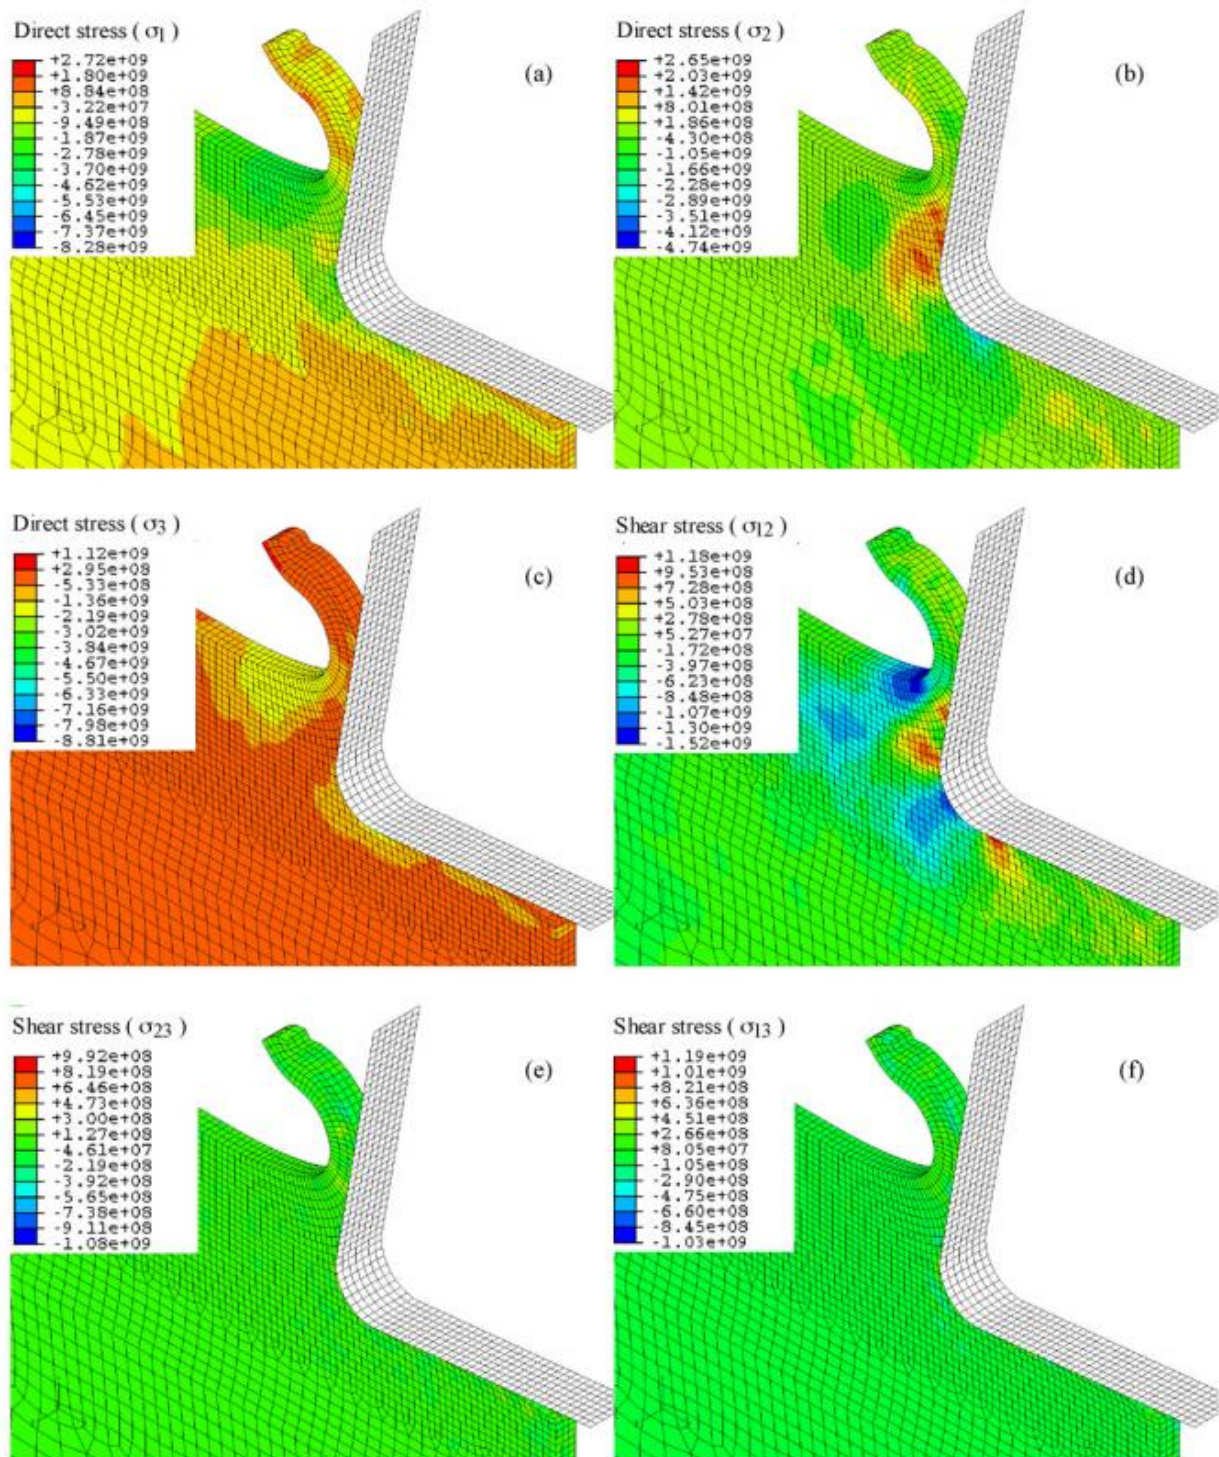 Direct stress ( σ1 )
+2.72e+09
+1.80e+09
+8.84e+08
-3.22e+07
-9.49e+08
-1.87e+09
-2.78e+09
-3.70e+09
-4.62e+09
-5.53e+09
-6.45e+09
-7.37e+09
-8.28e+09
(a)
Direct stress ( σ2 )
+2.65e+09
+2.03e+09
+1.42e+09
+8.01e+08
+1.86e+08
-4.30e+08
-1.05e+09
-1.66e+09
-2.28e+09
-2.89e+09
-3.51e+09
-4.12e+09
-4.74e+09
(b)
Direct stress ( σ3 )
+1.12e+09
+2.95e+08
-5.33e+08
-1.36e+09
-2.19e+09
-3.02e+09
-3.84e+09
-4.67e+09
-5.50e+09
-6.33e+09
-7.16e+09
-7.98e+09
-8.81e+09
(c)
Shear stress ( σ12 )
+1.18e+09
+9.53e+08
+7.28e+08
+5.03e+08
+2.78e+08
+5.27e+07
-1.72e+08
-3.97e+08
-6.23e+08
-8.48e+08
-1.07e+09
-1.30e+09
-1.52e+09
(d)
Shear stress ( σ23 )
+9.92e+08
+8.19e+08
+6.46e+08
+4.73e+08
+3.00e+08
+1.27e+08
-4.61e+07
-2.19e+08
-3.92e+08
-5.65e+08
-7.38e+08
-9.11e+08
-1.08e+09
(e)
Shear stress ( σ13 )
+1.19e+09
+1.01e+09
+8.21e+08
+6.36e+08
+4.51e+08
+2.66e+08
+8.05e+07
-1.05e+08
-2.90e+08
-4.75e+08
-6.60e+08
-8.45e+08
-1.03e+09
(f)